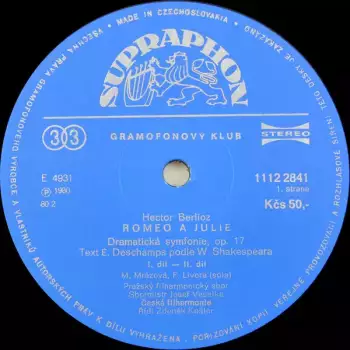 MADE IN CZECHOSLOVAKIA
VŠECHNA PRÁVA GRAMOFONOVÉHO VÝROBCE A VLASTNÍKA AUTORSKÝCH PRÁV K DÍLU VYHRAZENA. POŘIZOVÁNÍ KOPIÍ, VEŘEJNÉ PROVOZOVÁNÍ A ROZHLASOVÉ ŠÍŘENÍ TÉTO DESKY JE ZAKÁZÁNO
SUPRAPHON
33
GRAMOFONOVÝ KLUB
STEREO
E 4931
1112 2841
℗ 1980
1. strana
80 2
Kčs 50,-
Hector Berlioz
ROMEO A JULIE
Dramatická symfonie, op. 17
Text E. Deschamps podle W. Shakespeara
I. díl — II. díl
M. Mrázová, F. Livora (sóla)
Pražský filharmonický sbor
Sbormistr Josef Veselka
Česká filharmonie
Řídí Zdeněk Košler